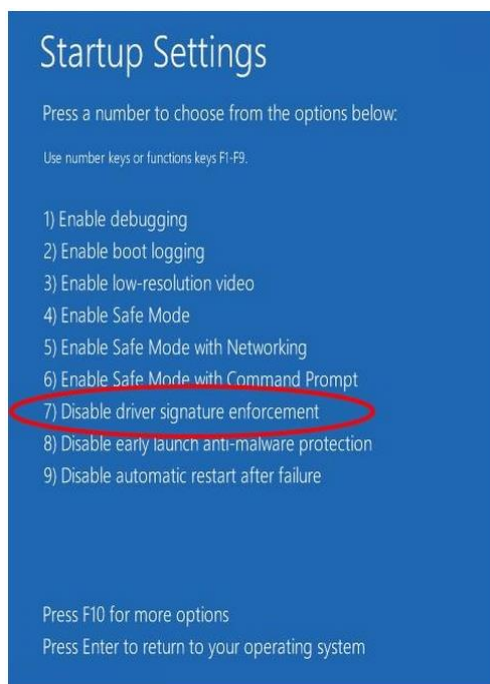 Startup Settings
Press a number to choose from the options below:
Use number keys or functions keys F1-F9.
1) Enable debugging
2) Enable boot logging
3) Enable low-resolution video
4) Enable Safe Mode
5) Enable Safe Mode with Networking
6) Enable Safe Mode with Command Prompt
7) Disable driver signature enforcement
8) Disable early launch anti-malware protection
9) Disable automatic restart after failure
Press F10 for more options
Press Enter to return to your operating system